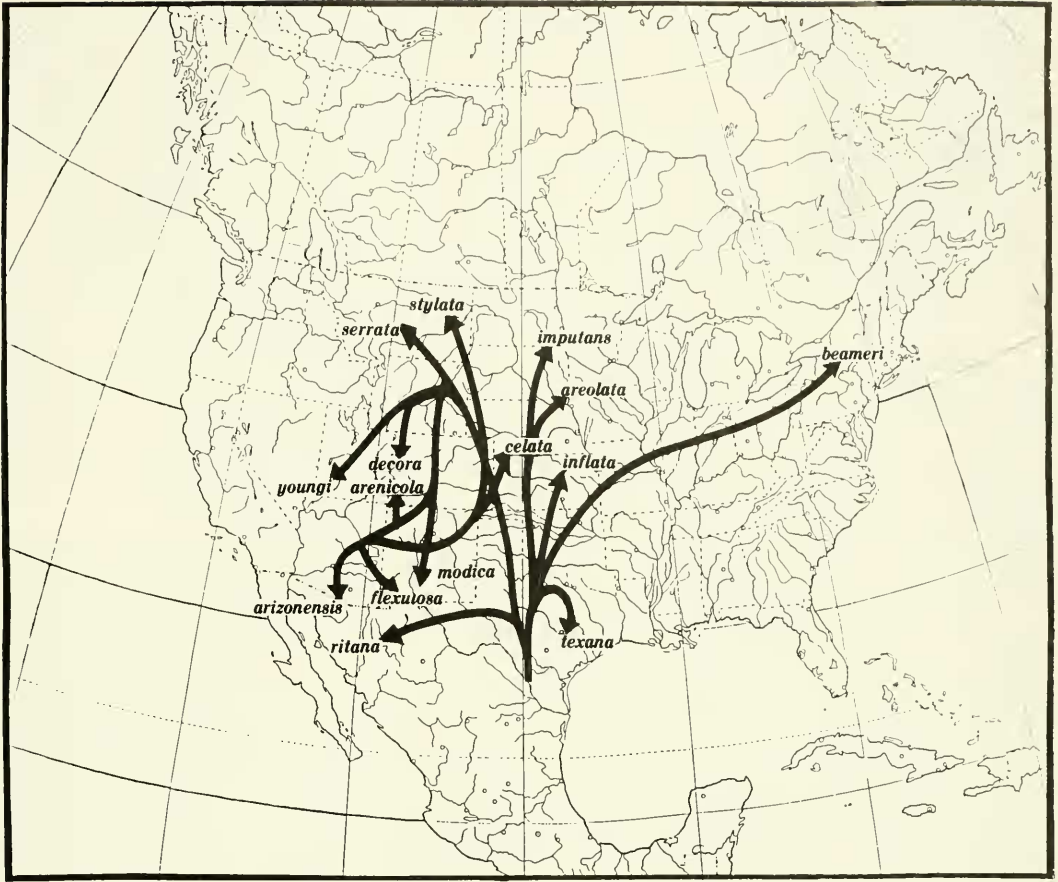 stylata
serrata
imputans
beameri
areolata
celata
decora
inflata
youngi
arenicola
modica
arizonensis
flexulosa
ritana
texana